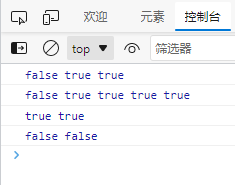 欢迎 元素 控制台
top 筛选器
false true true
false true true true true
true true
false false